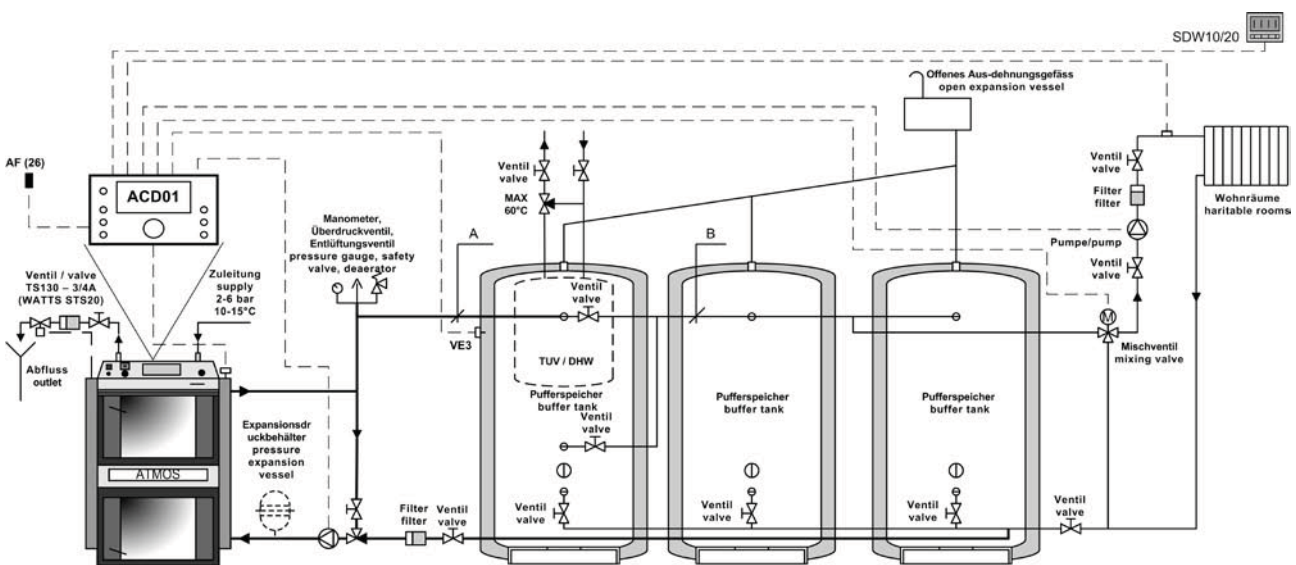 SDW10/20
Offenes Aus-dehnungsgefäss
open expansion vessel
AF (26)
ACD01
Ventil
valve
MAX
60°C
Manometer,
Überdruckventil,
Entlüftungsventil
pressure gauge, safety
valve, deaerator
A
B
Ventil
valve
Filter
filter
Pumpe/pump
Ventil
valve
Wohnräume
haritable rooms
Ventil / valve
TS130 – 3/4A
(WATTS STS20)
Zuleitung
supply
2-6 bar
10-15°C
Abfluss
outlet
VE3
Ventil
valve
TUV / DHW
M
Mischventil
mixing valve
Pufferspeicher
buffer tank
Pufferspeicher
buffer tank
Pufferspeicher
buffer tank
Ventil
valve
Expansionsdr
uckbehälter
pressure
expansion
vessel
ATMOS
Filter
filter
Ventil
valve
Ventil
valve
Ventil
valve
Ventil
valve
Ventil
valve